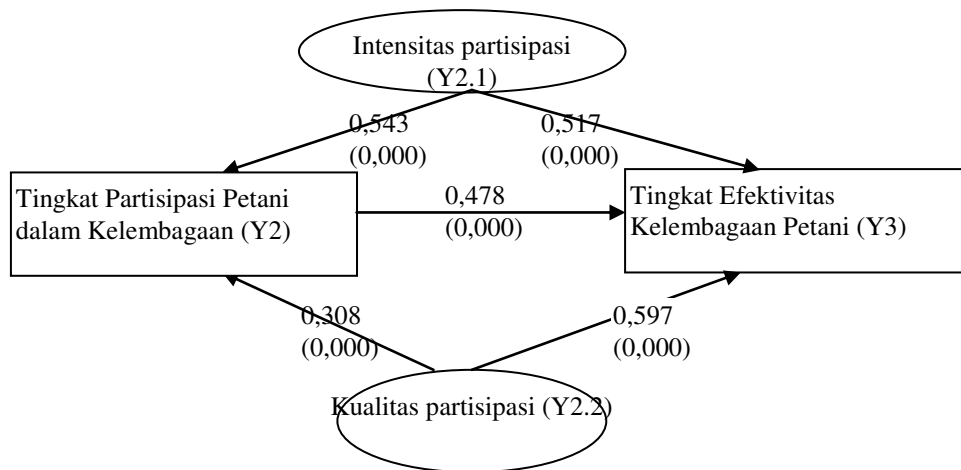 Intensitas partisipasi
(Y2.1)
0,543
(0,000)
0,517
(0,000)
Tingkat Partisipasi Petani
dalam Kelembagaan (Y2)
0,478
(0,000)
Tingkat Efektivitas
Kelembagaan Petani (Y3)
0,308
(0,000)
0,597
(0,000)
Kualitas partisipasi (Y2.2)